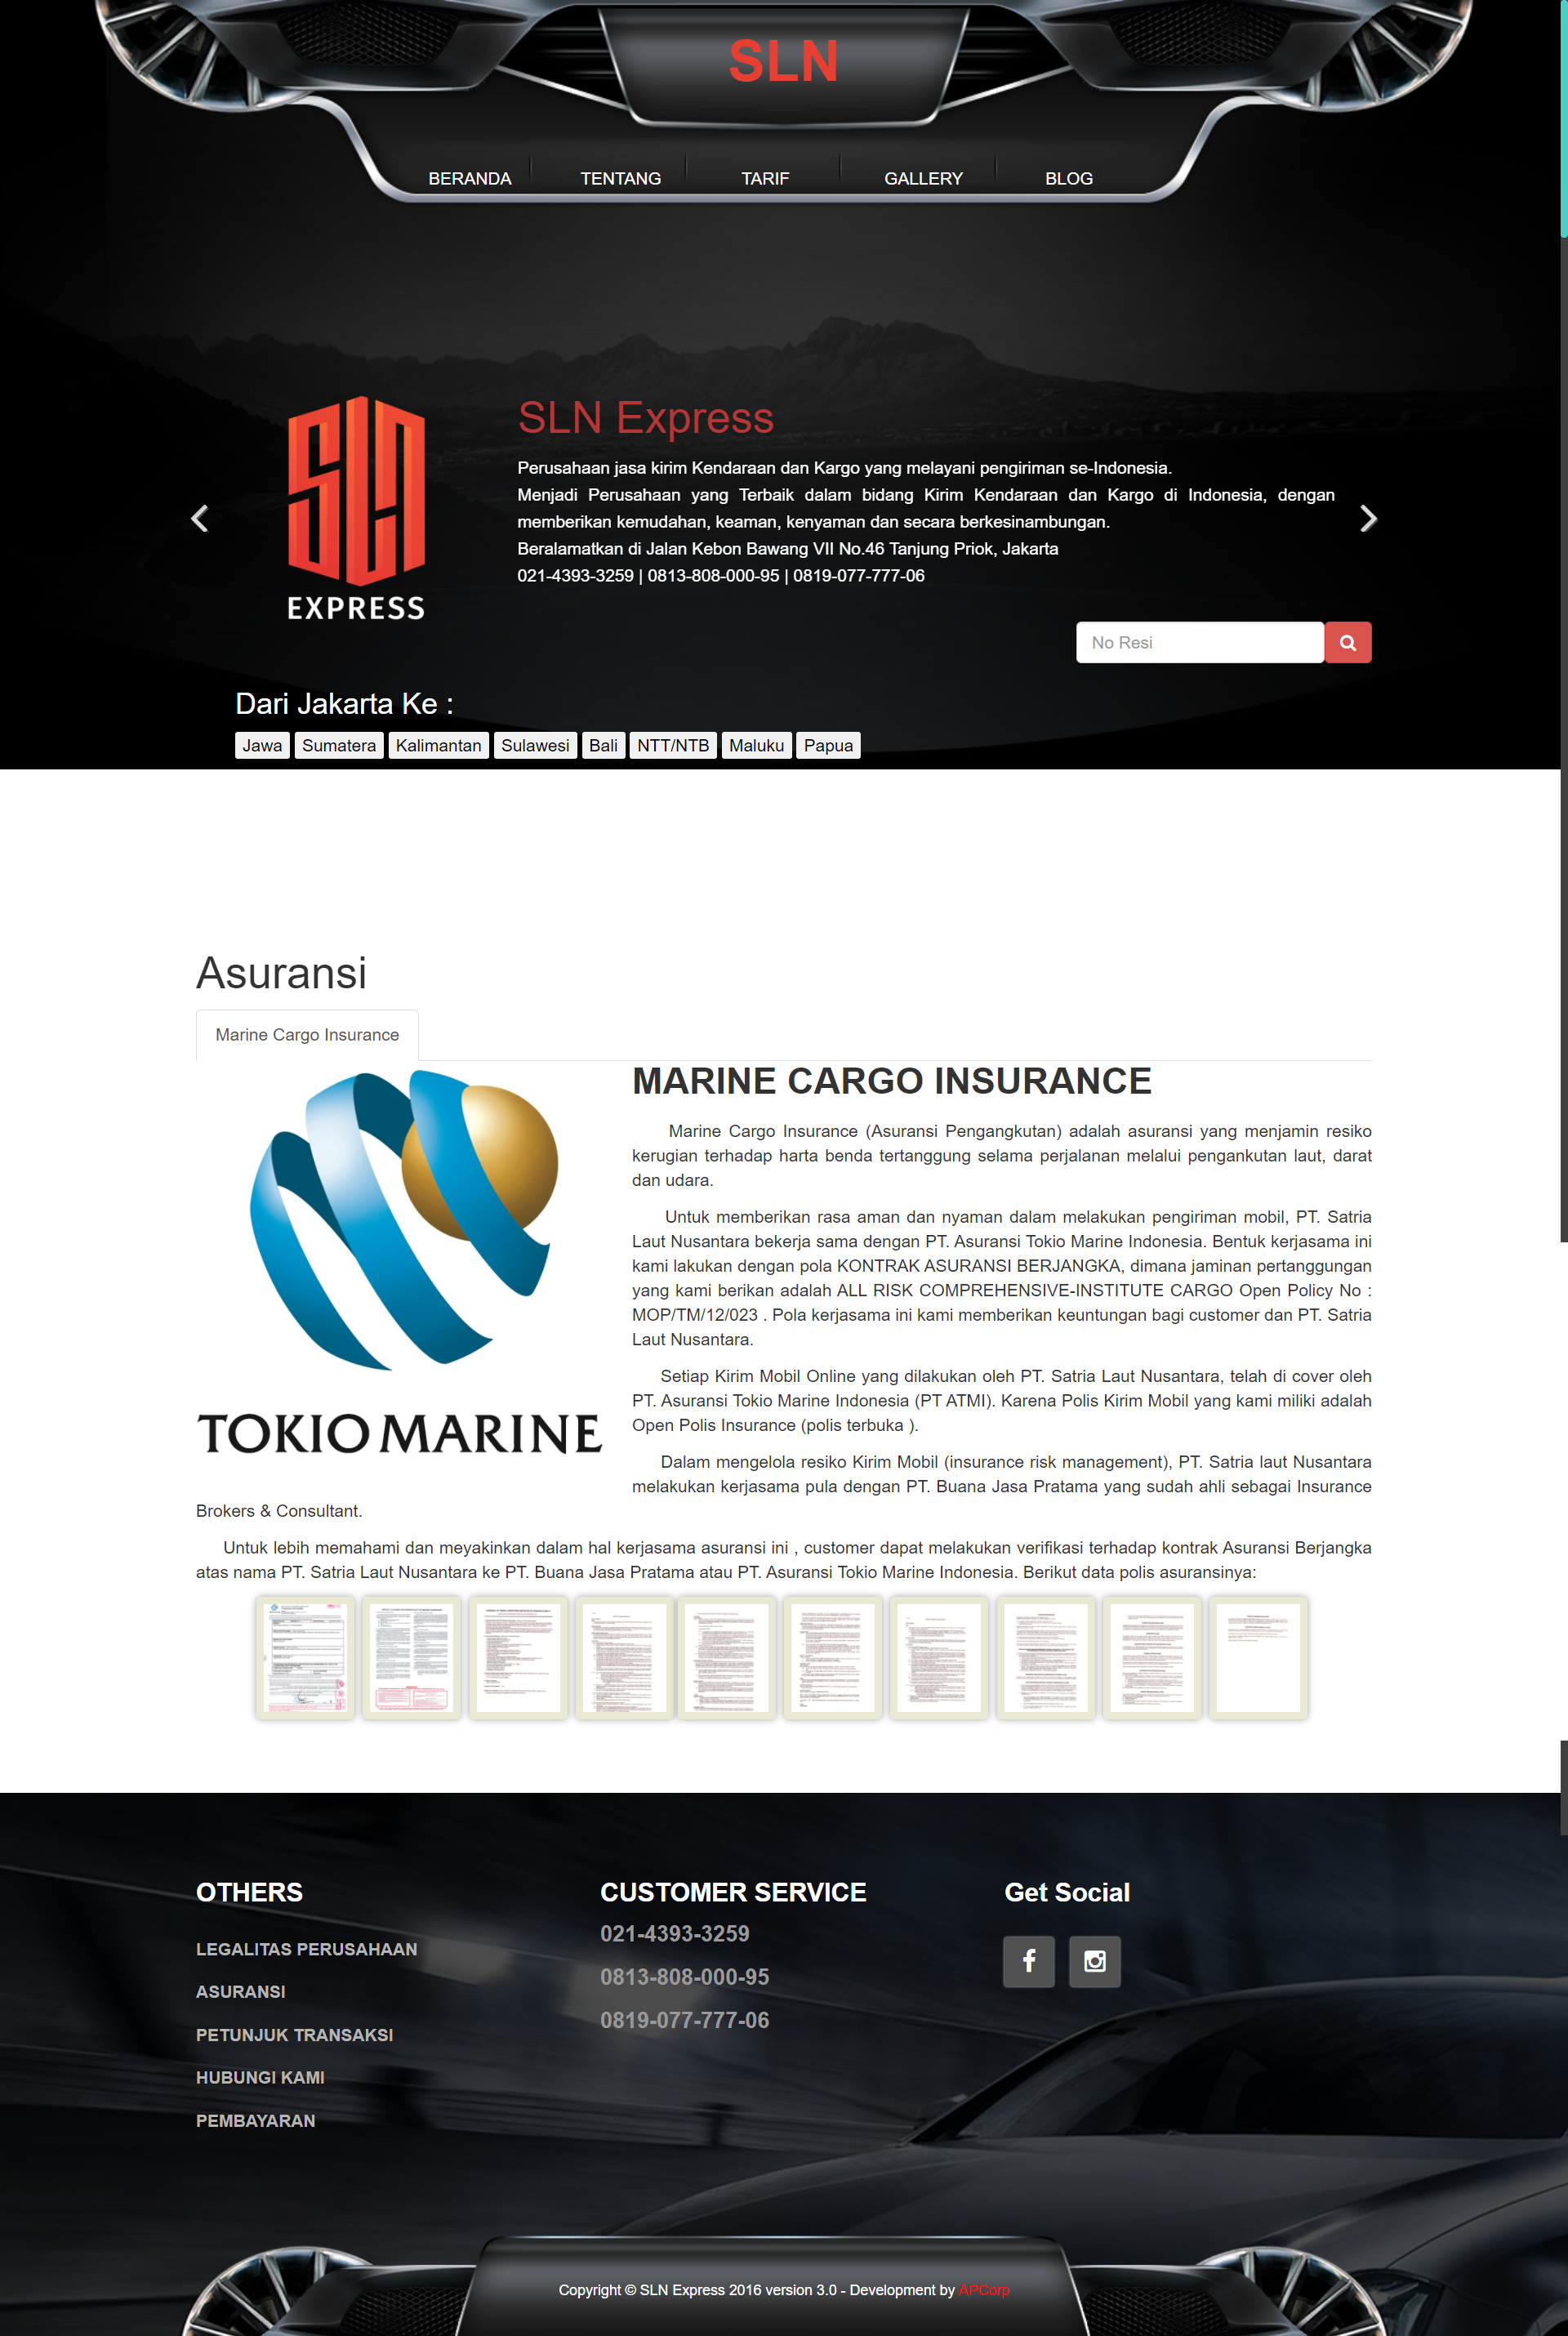 SLN
BERANDA
TENTANG
TARIF
GALLERY
BLOG
SLN Express
Perusahaan jasa kirim Kendaraan dan Kargo yang melayani pengiriman se-Indonesia.
Menjadi Perusahaan yang Terbaik dalam bidang Kirim Kendaraan dan Kargo di Indonesia, dengan
memberikan kemudahan, keaman, kenyaman dan secara berkesinambungan.
Beralamatkan di Jalan Kebon Bawang VII No.46 Tanjung Priok, Jakarta
021-4393-3259 | 0813-808-000-95 | 0819-077-777-06
SLN
EXPRESS
No Resi
Dari Jakarta Ke :
Jawa
Sumatera
Kalimantan
Sulawesi
Bali
NTT/NTB
Maluku
Papua
Asuransi
Marine Cargo Insurance
TOKIO MARINE
MARINE CARGO INSURANCE
Marine Cargo Insurance (Asuransi Pengangkutan) adalah asuransi yang menjamin resiko
kerugian terhadap harta benda tertanggung selama perjalanan melalui pengankutan laut, darat
dan udara.
Untuk memberikan rasa aman dan nyaman dalam melakukan pengiriman mobil, PT. Satria
Laut Nusantara bekerja sama dengan PT. Asuransi Tokio Marine Indonesia. Bentuk kerjasama ini
kami lakukan dengan pola KONTRAK ASURANSI BERJANGKA, dimana jaminan pertanggungan
yang kami berikan adalah ALL RISK COMPREHENSIVE-INSTITUTE CARGO Open Policy No :
MOP/TM/12/023 . Pola kerjasama ini kami memberikan keuntungan bagi customer dan PT. Satria
Laut Nusantara.
Setiap Kirim Mobil Online yang dilakukan oleh PT. Satria Laut Nusantara, telah di cover oleh
PT. Asuransi Tokio Marine Indonesia (PT ATMI). Karena Polis Kirim Mobil yang kami miliki adalah
Open Polis Insurance (polis terbuka ).
Dalam mengelola resiko Kirim Mobil (insurance risk management), PT. Satria laut Nusantara
melakukan kerjasama pula dengan PT. Buana Jasa Pratama yang sudah ahli sebagai Insurance
Brokers & Consultant.
Untuk lebih memahami dan meyakinkan dalam hal kerjasama asuransi ini , customer dapat melakukan verifikasi terhadap kontrak Asuransi Berjangka
atas nama PT. Satria Laut Nusantara ke PT. Buana Jasa Pratama atau PT. Asuransi Tokio Marine Indonesia. Berikut data polis asuransinya:
OTHERS
LEGALITAS PERUSAHAAN
ASURANSI
PETUNJUK TRANSAKSI
HUBUNGI KAMI
PEMBAYARAN
CUSTOMER SERVICE
021-4393-3259
0813-808-000-95
0819-077-777-06
Get Social
Copyright © SLN Express 2016 version 3.0 - Development by APCorp